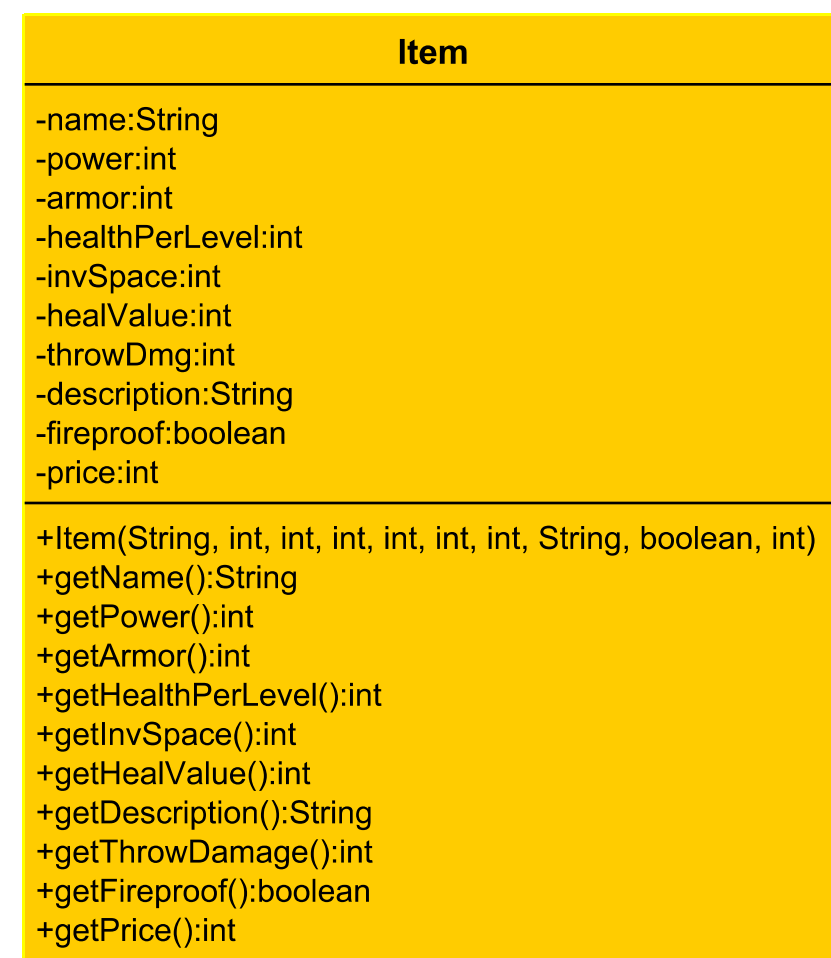 Item
-name:String
-power:int
-armor:int
-healthPerLevel:int
-invSpace:int
-healValue:int
-throwDmg:int
-description:String
-fireproof:boolean
-price:int
+Item(String, int, int, int, int, int, int, String, boolean, int)
+getName():String
+getPower():int
+getArmor():int
+getHealthPerLevel():int
+getInvSpace():int
+getHealValue():int
+getDescription():String
+getThrowDamage():int
+getFireproof():boolean
+getPrice():int